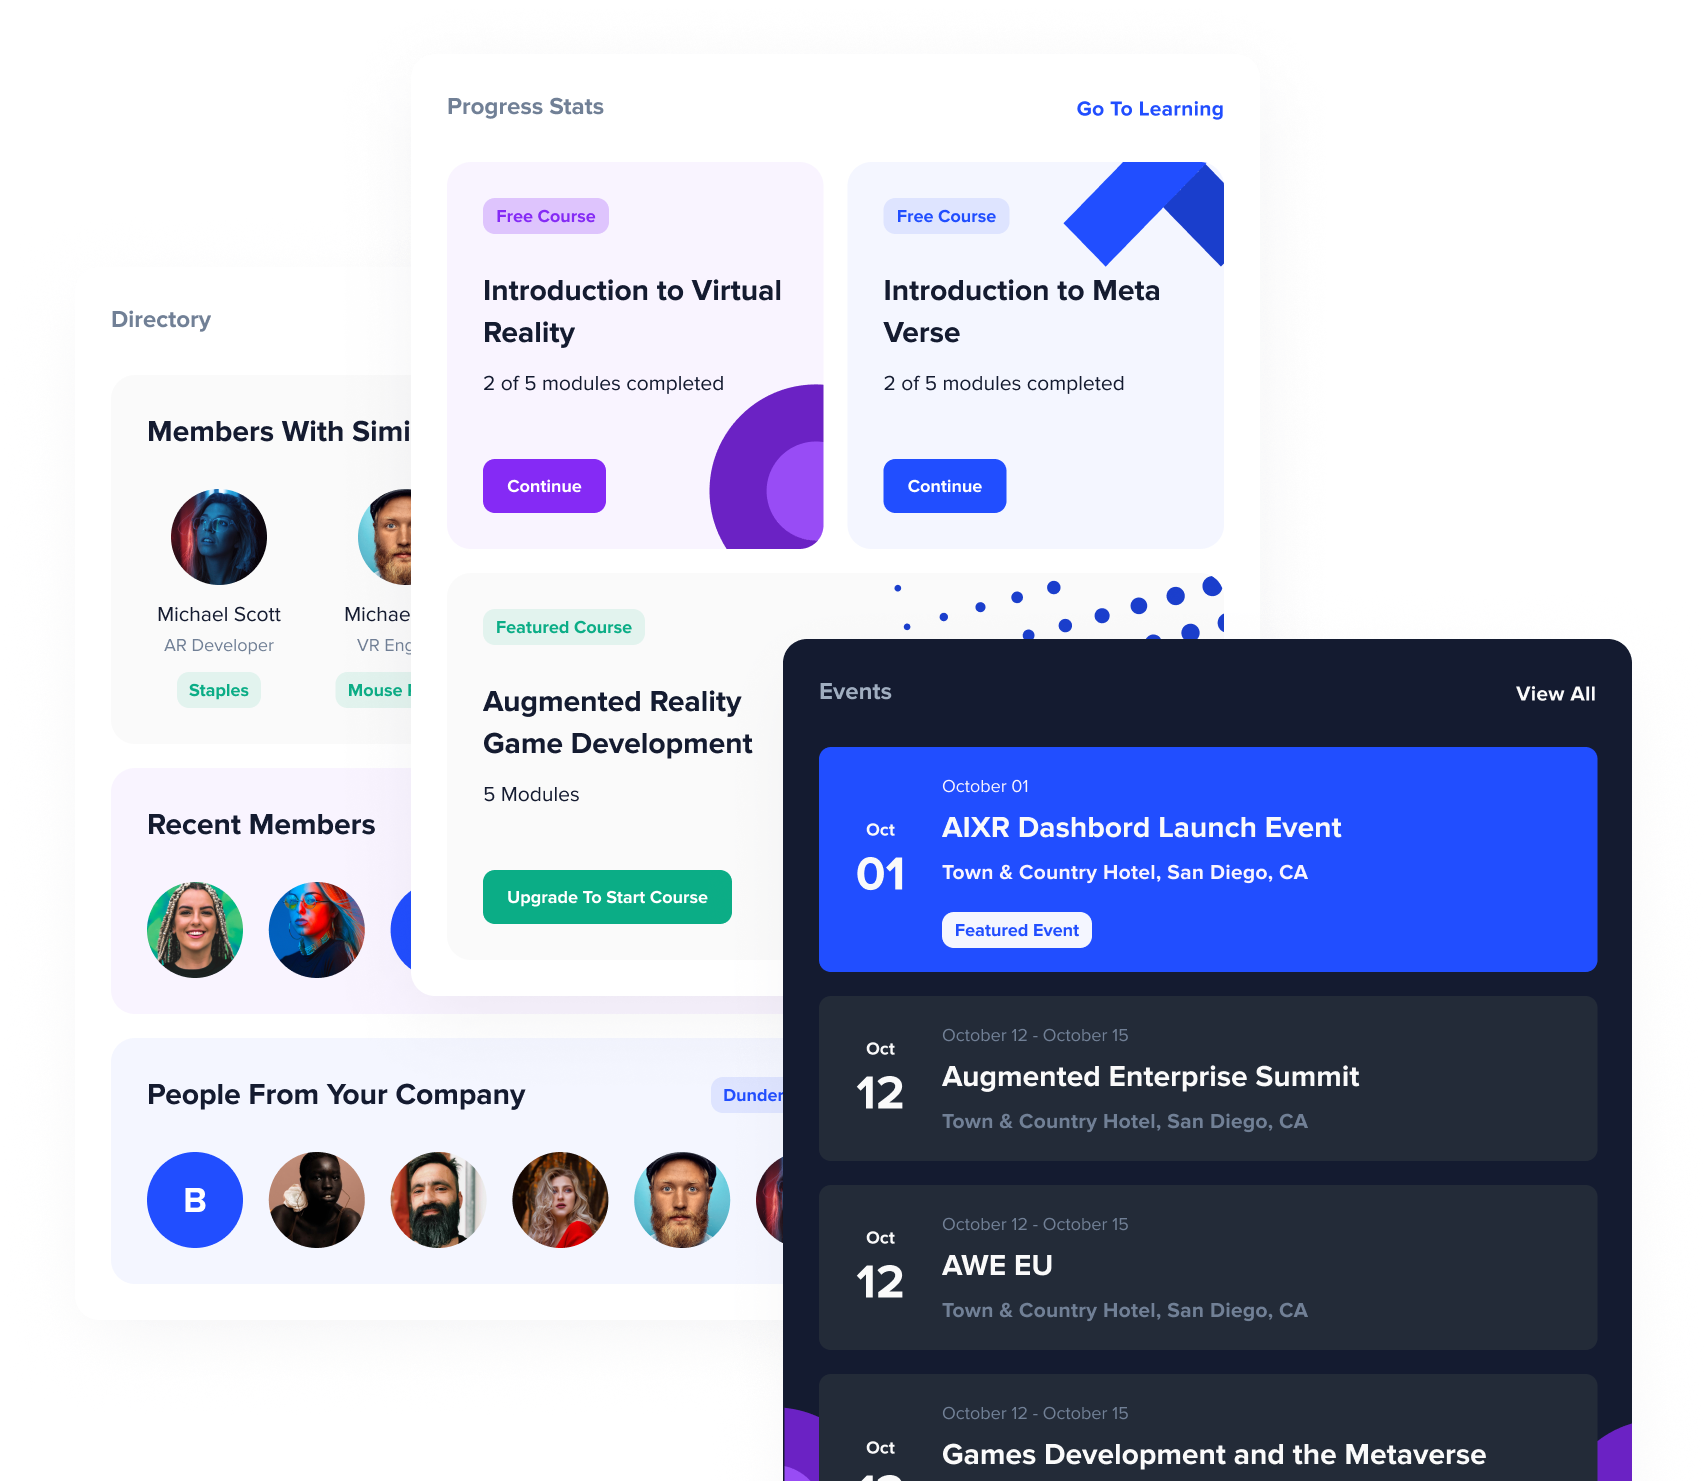 Progress Stats
Go To Learning
Free Course
Introduction to Virtual
Reality
2 of 5 modules completed
Continue
Free Course
Introduction to Meta
Verse
2 of 5 modules completed
Continue
Featured Course
Augmented Reality
Game Development
5 Modules
Upgrade To Start Course
Directory
Members With Simi
Michael Scott
AR Developer
Staples
Michae
VR Eng
Mouse
Recent Members
People From Your Company
Dunder
B
Events
View All
Oct
01
October 01
AIXR Dashbord Launch Event
Town & Country Hotel, San Diego, CA
Featured Event
Oct
12
October 12 - October 15
Augmented Enterprise Summit
Town & Country Hotel, San Diego, CA
Oct
12
October 12 - October 15
AWE EU
Town & Country Hotel, San Diego, CA
Oct
October 12 - October 15
Games Development and the Metaverse